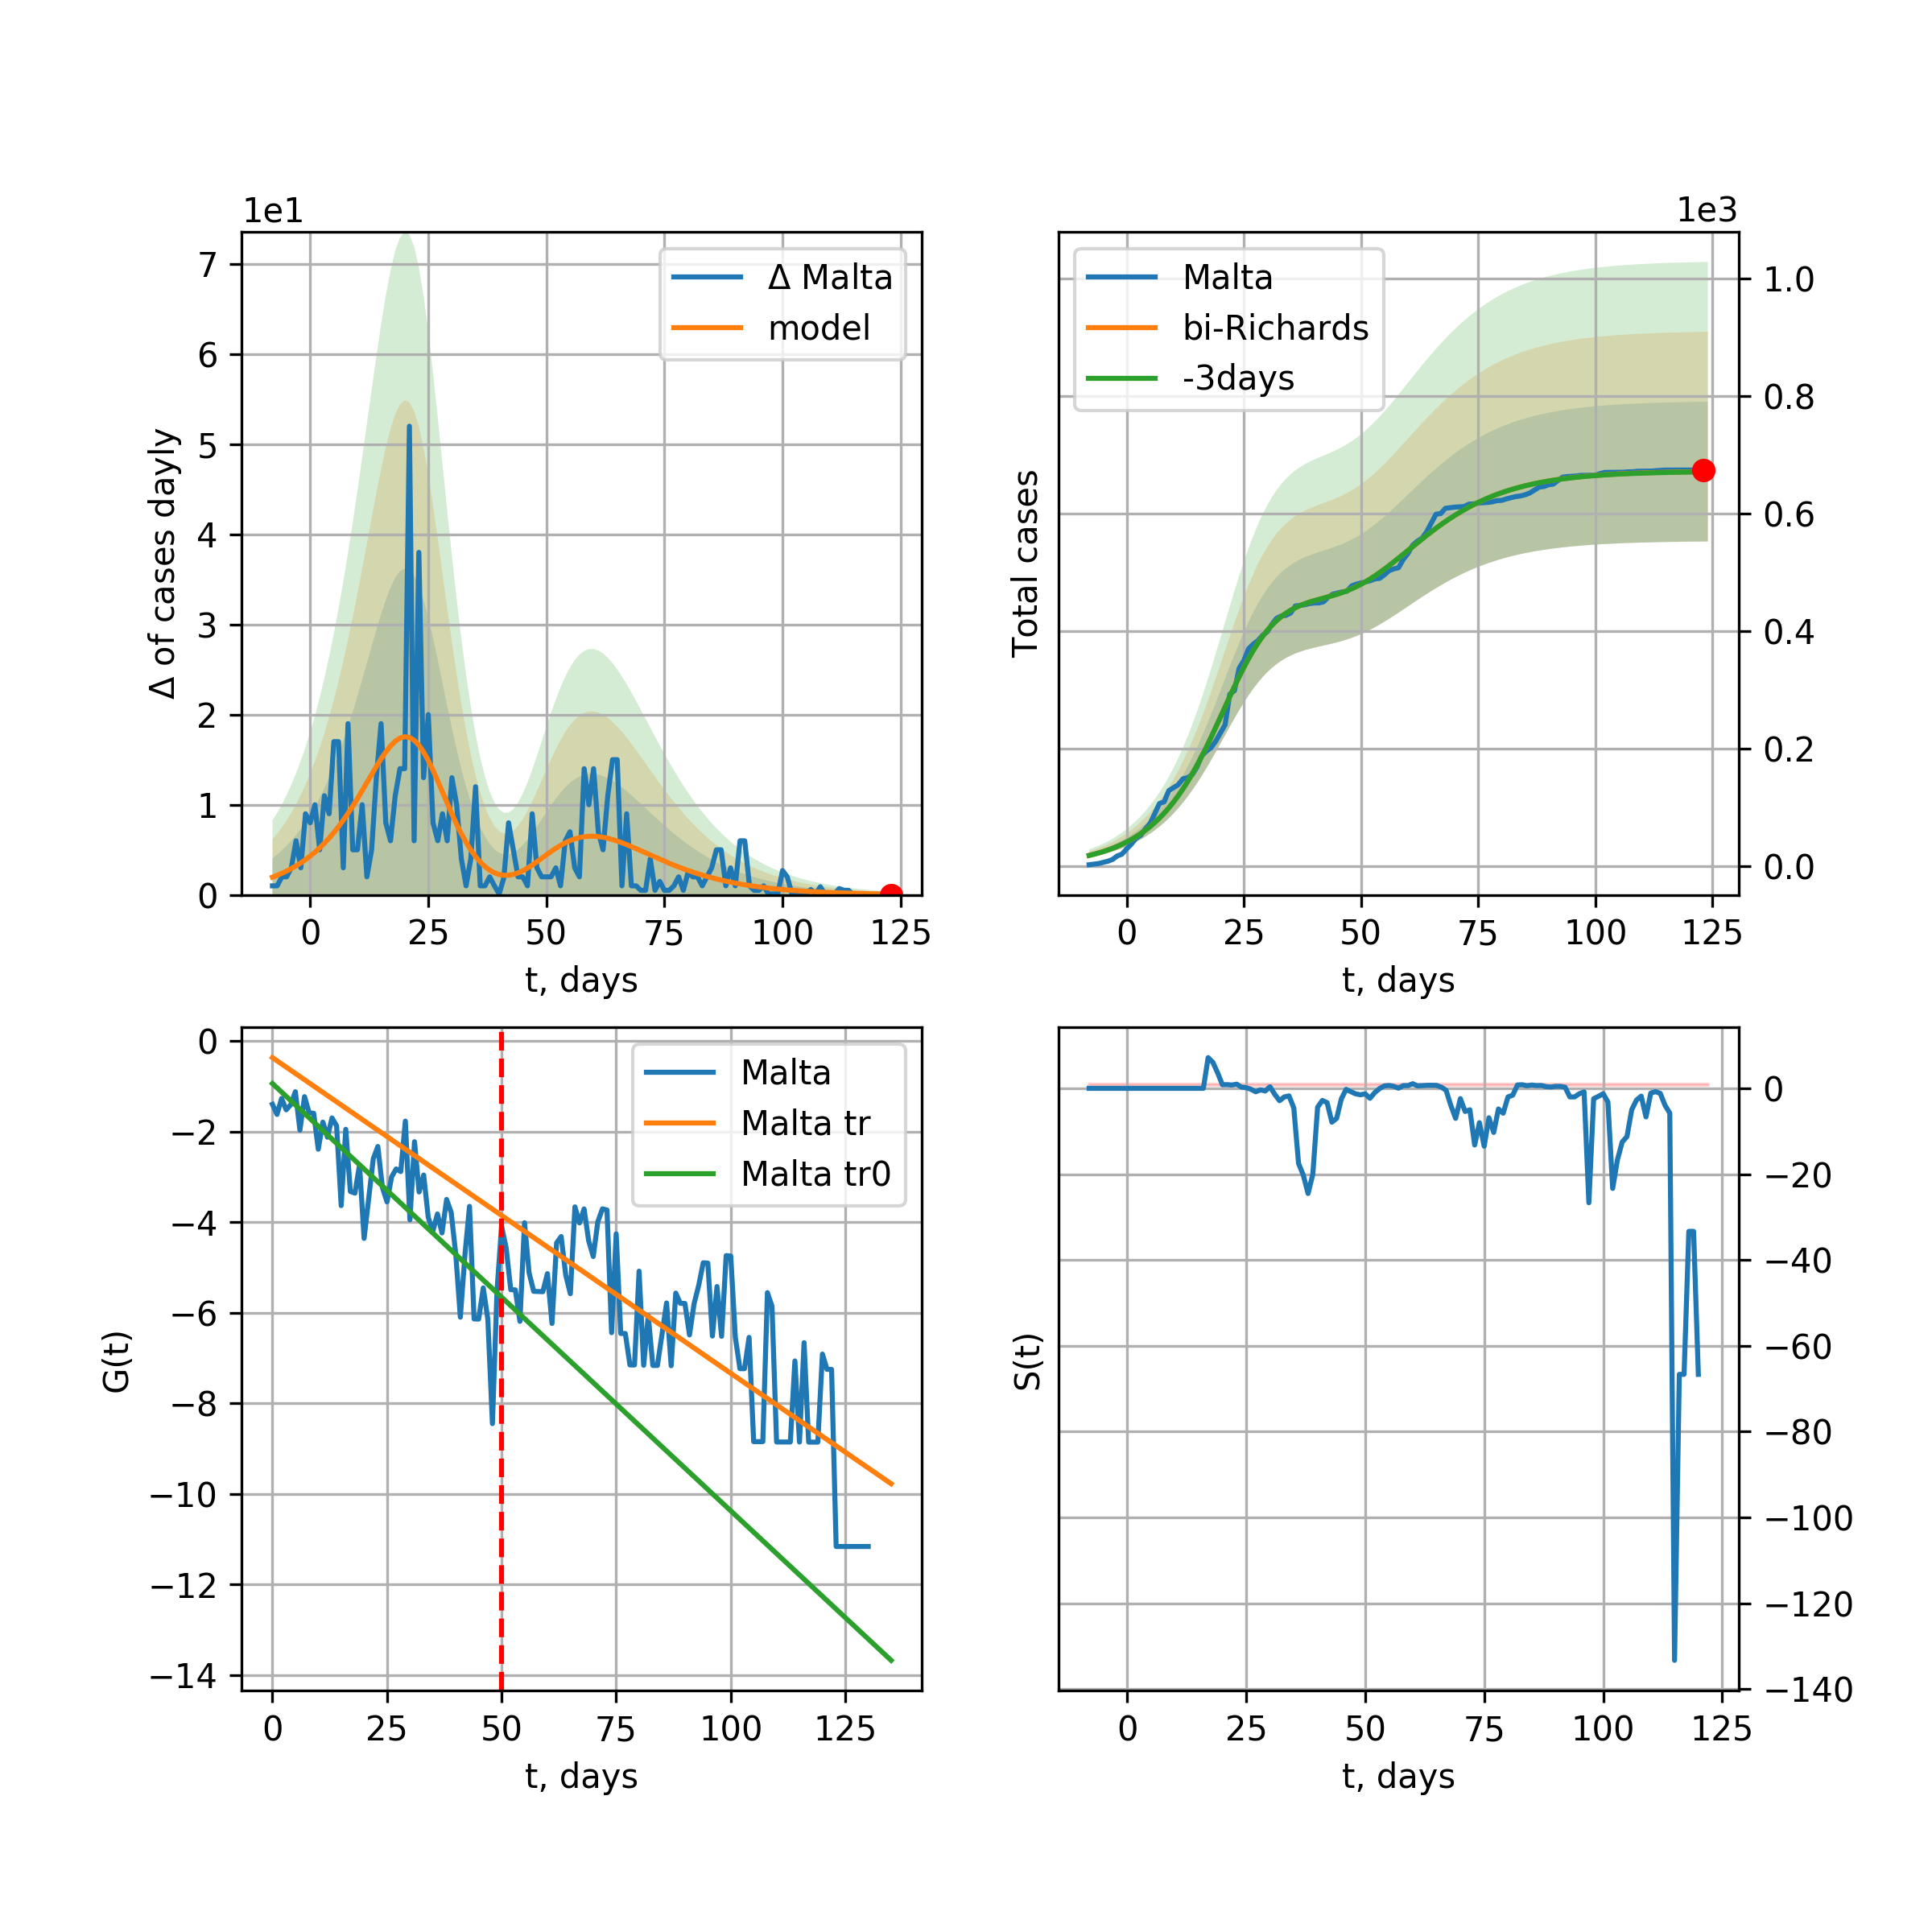 1e1
Δ of cases dayly
7
6
5
4
3
2
1
0
0 25 50 75 100 125
t, days
Δ Malta
model
1e3
Total cases
1.0
0.8
0.6
0.4
0.2
0.0
0 25 50 75 100 125
t, days
Malta
bi-Richards
-3days
G(t)
0
−2
−4
−6
−8
−10
−12
−14
0 25 50 75 100 125
t, days
Malta
Malta tr
Malta tr0
S(t)
0
−20
−40
−60
−80
−100
−120
−140
0 25 50 75 100 125
t, days